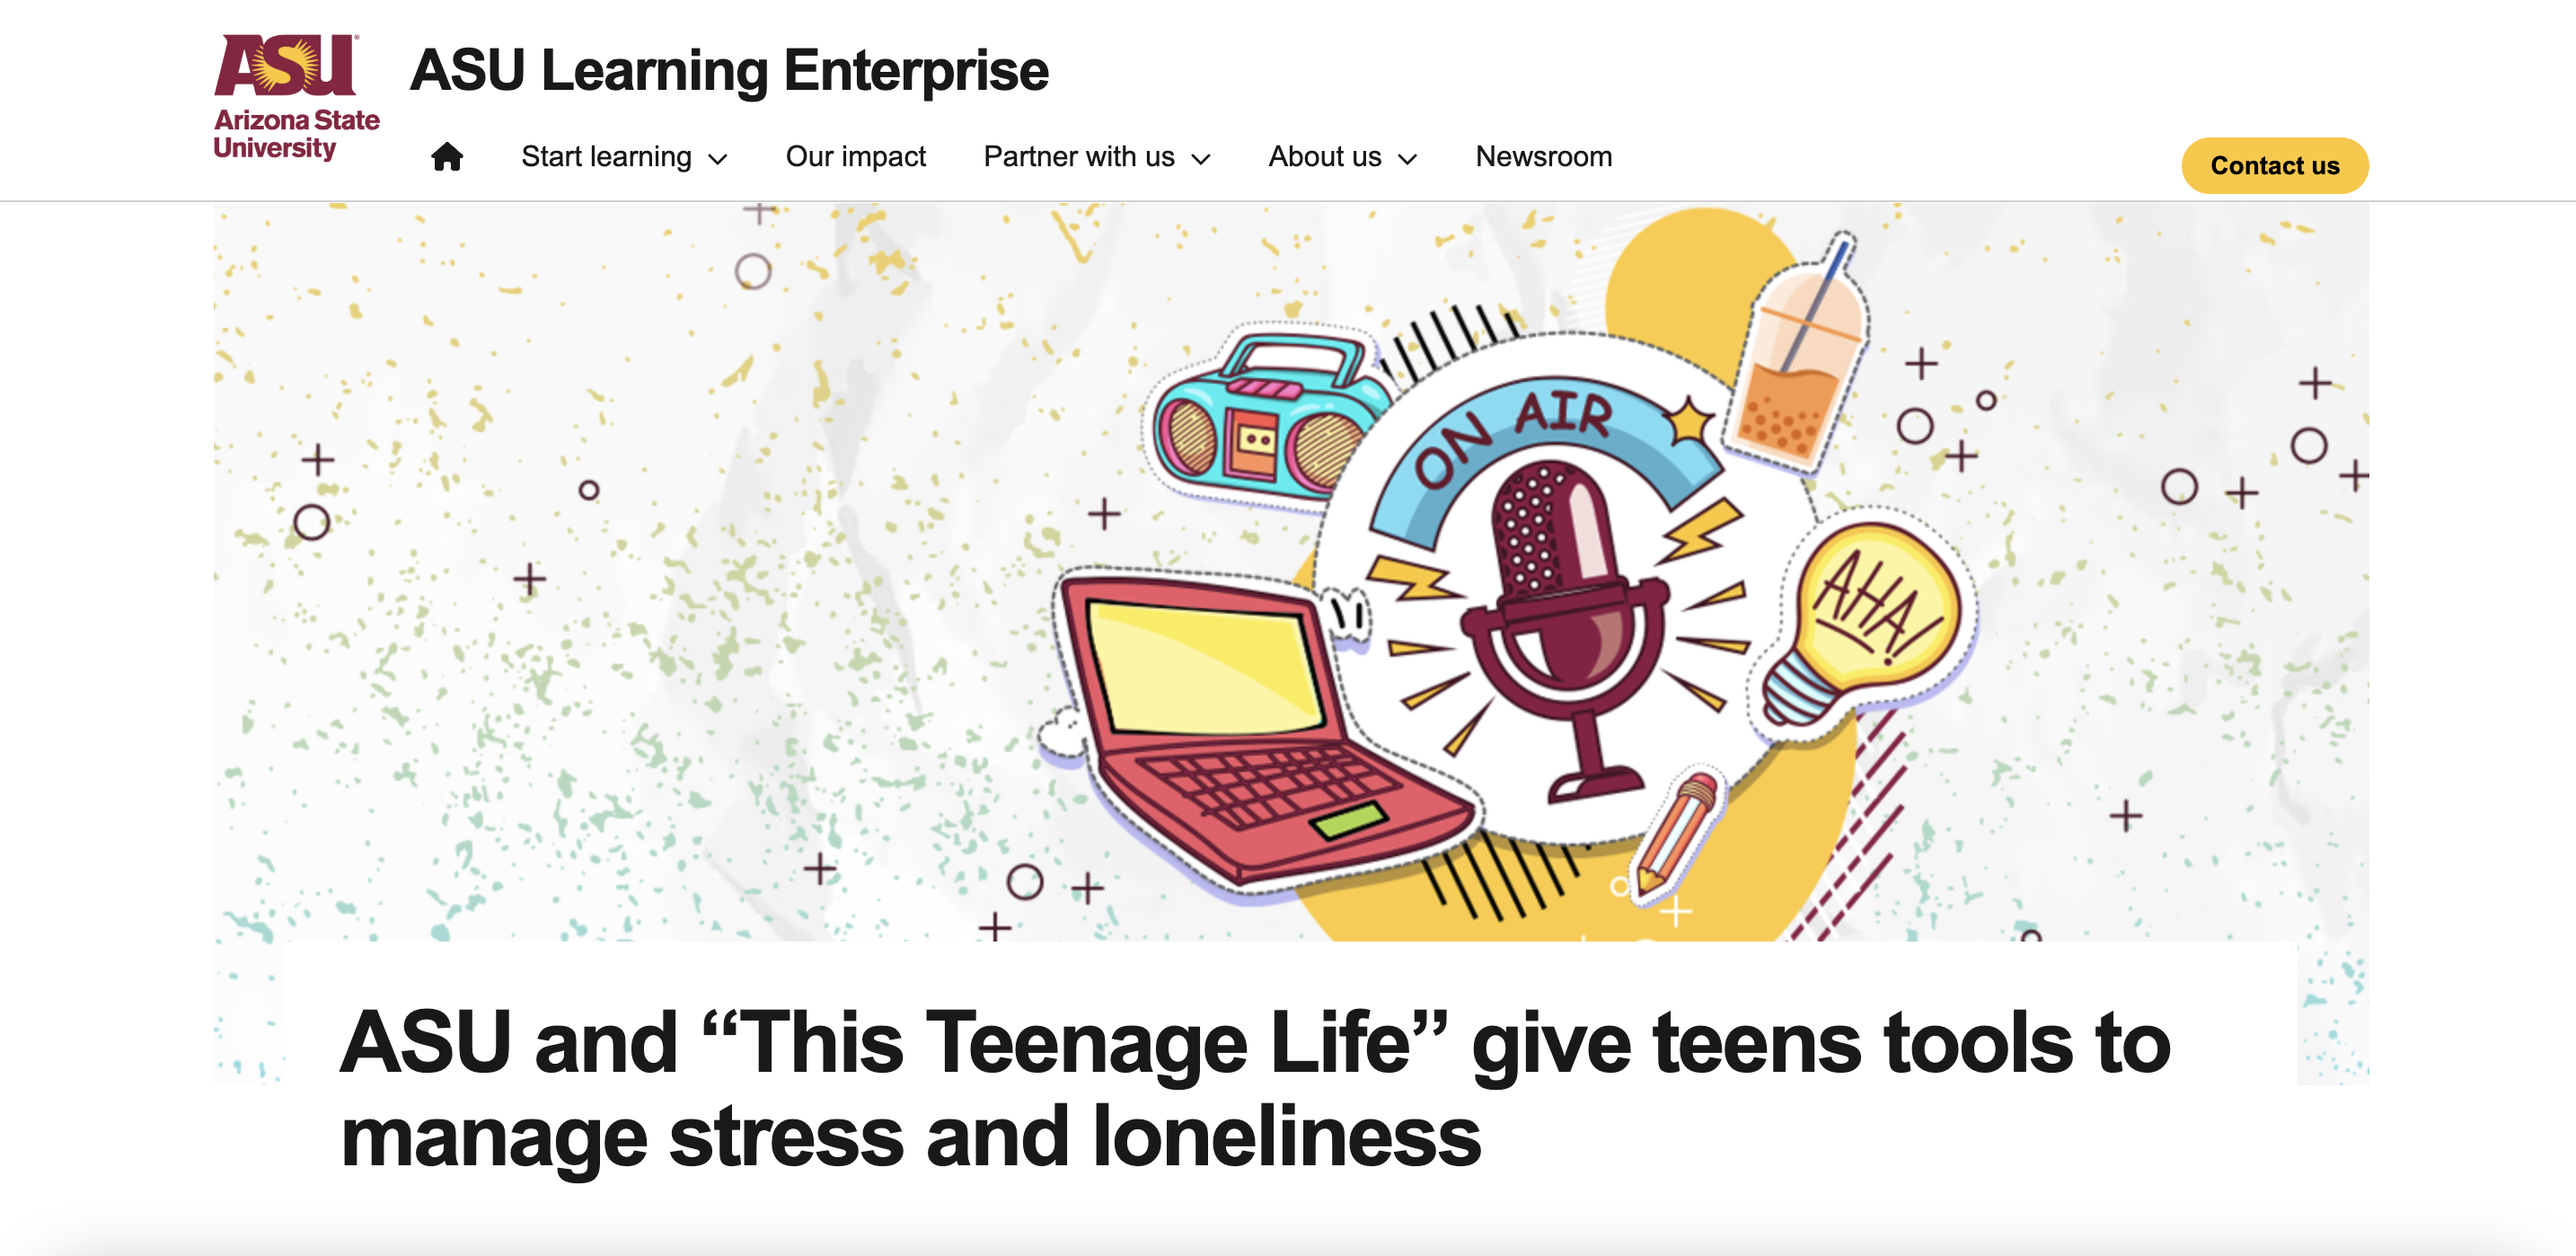 ASU
Arizona State
University
ASU Learning Enterprise
Start learning
Our impact
Partner with us
About us
Newsroom
Contact us
ON AIR
AHA!
ASU and “This Teenage Life” give teens tools to
manage stress and loneliness